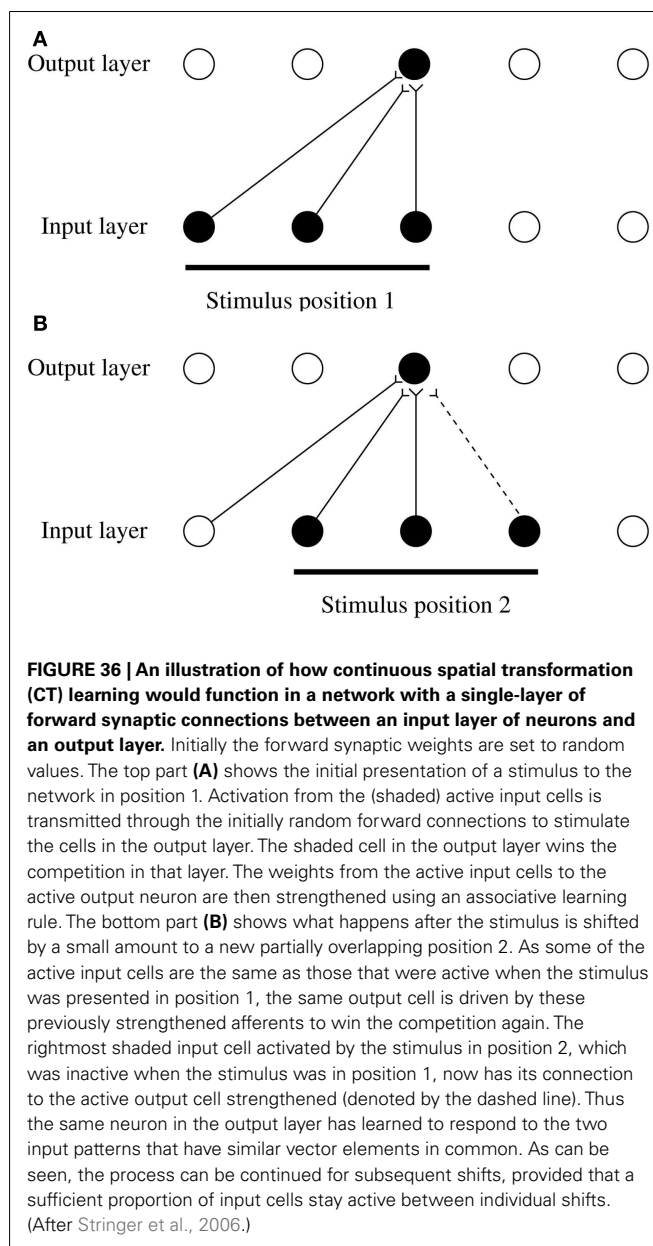 A
Output layer
Input layer
Stimulus position 1
B
Output layer
Input layer
Stimulus position 2
FIGURE 36 | An illustration of how continuous spatial transformation
(CT) learning would function in a network with a single-layer of
forward synaptic connections between an input layer of neurons and
an output layer. Initially the forward synaptic weights are set to random
values. The top part (A) shows the initial presentation of a stimulus to the
network in position 1. Activation from the (shaded) active input cells is
transmitted through the initially random forward connections to stimulate
the cells in the output layer. The shaded cell in the output layer wins the
competition in that layer. The weights from the active input cells to the
active output neuron are then strengthened using an associative learning
rule. The bottom part (B) shows what happens after the stimulus is shifted
by a small amount to a new partially overlapping position 2. As some of the
active input cells are the same as those that were active when the stimulus
was presented in position 1, the same output cell is driven by these
previously strengthened afferents to win the competition again. The
rightmost shaded input cell activated by the stimulus in position 2, which
was inactive when the stimulus was in position 1, now has its connection
to the active output cell strengthened (denoted by the dashed line). Thus
the same neuron in the output layer has learned to respond to the two
input patterns that have similar vector elements in common. As can be
seen, the process can be continued for subsequent shifts, provided that a
sufficient proportion of input cells stay active between individual shifts.
(After Stringer et al., 2006.)